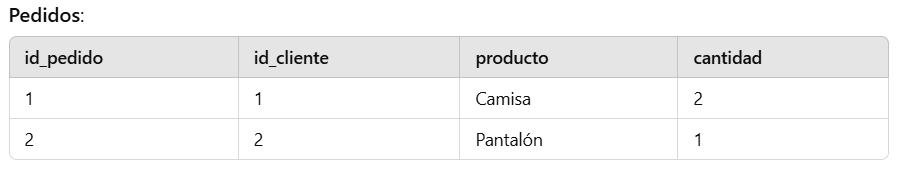 Pedidos:
id_pedido id_cliente producto cantidad
1 1 Camisa 2
2 2 Pantalón 1